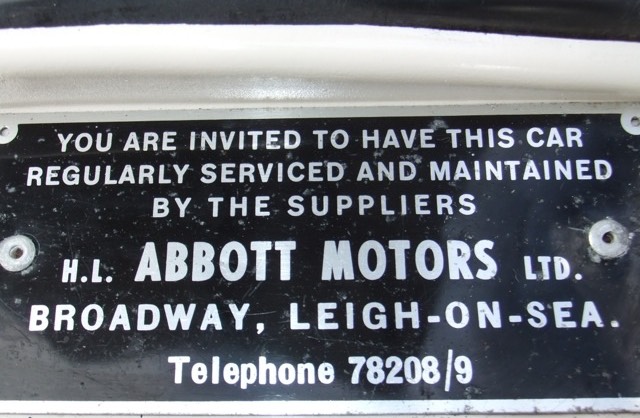 YOU ARE INVITED TO HAVE THIS CAR
REGULARLY SERVICED AND MAINTAINED
BY THE SUPPLIERS
H.L. ABBOTT MOTORS LTD.
BROADWAY, LEIGH-ON-SEA.
Telephone 78208/9